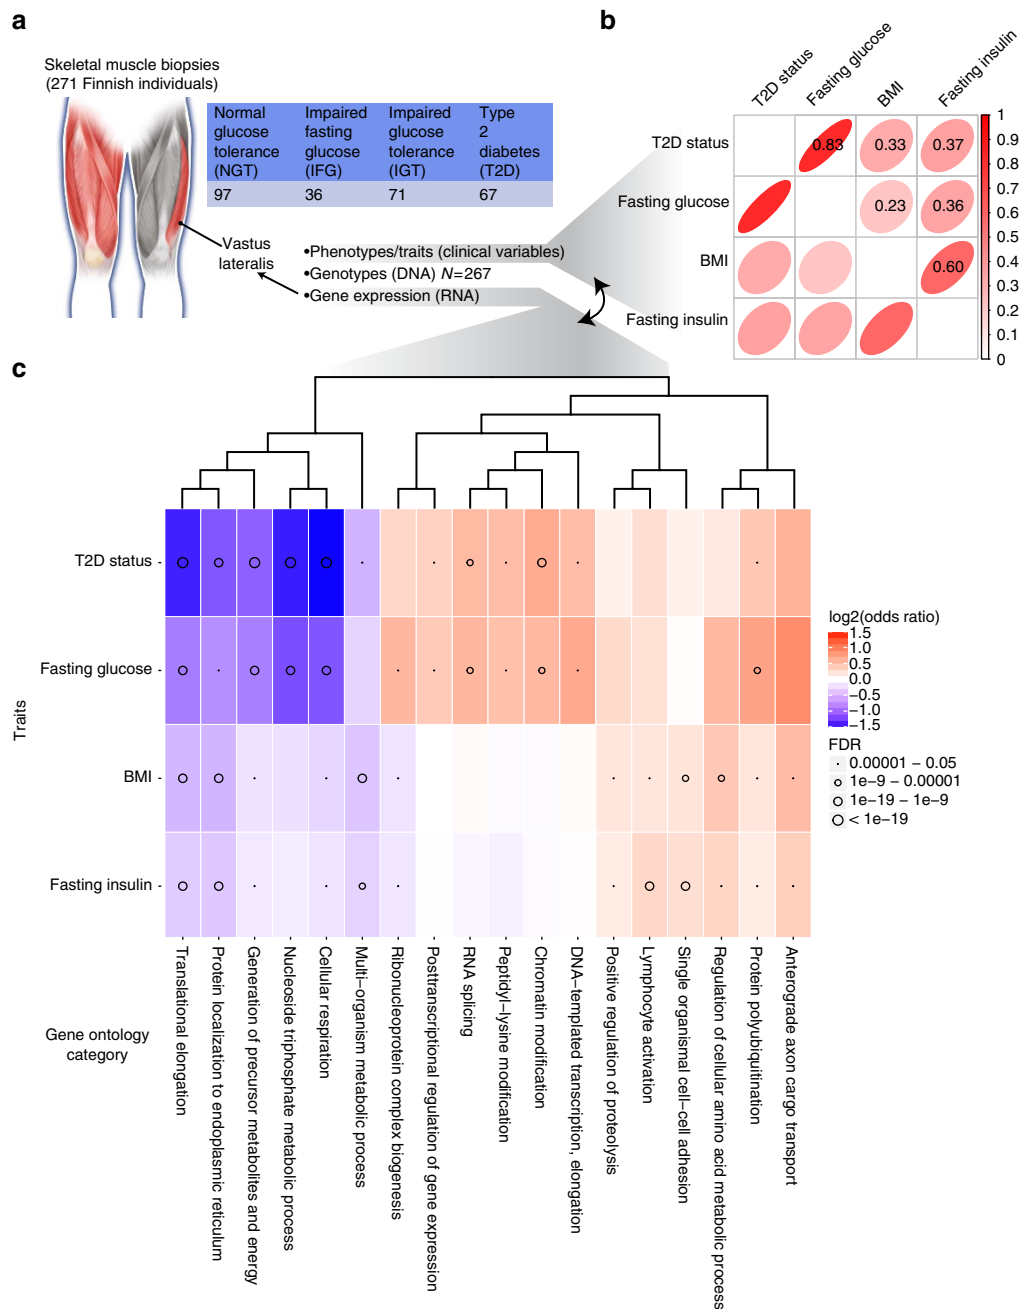 a
Skeletal muscle biopsies
(271 Finnish individuals)
Normal
glucose
tolerance
(NGT)
Impaired
fasting
glucose
(IFG)
Impaired
glucose
tolerance
(IGT)
Type
2
diabetes
(T2D)
97 36 71 67
Vastus
lateralis
•Phenotypes/traits (clinical variables)
•Genotypes (DNA) N=267
•Gene expression (RNA)
b
T2D status
Fasting glucose
BMI
Fasting insulin
T2D status
0.83 0.33 0.37
Fasting glucose
0.23 0.36
BMI
0.60
Fasting insulin
1
0.9
0.8
0.7
0.6
0.5
0.4
0.3
0.2
0.1
0
c
Traits
T2D status
Fasting glucose
BMI
Fasting insulin
log2(odds ratio)
1.5
1.0
0.5
0.0
−0.5
−1.0
−1.5
FDR
0.00001 − 0.05
1e−9 − 0.00001
1e−19 − 1e−9
< 1e−19
Gene ontology
category
Translational elongation
Protein localization to endoplasmic reticulum
Generation of precursor metabolites and energy
Nucleoside triphosphate metabolic process
Cellular respiration
Multi−organism metabolic process
Ribonucleoprotein complex biogenesis
Posttranscriptional regulation of gene expression
RNA splicing
Peptidyl−lysine modification
Chromatin modification
DNA−templated transcription, elongation
Positive regulation of proteolysis
Lymphocyte activation
Single organismal cell−cell adhesion
Regulation of cellular amino acid metabolic process
Protein polyubiquitination
Anterograde axon cargo transport